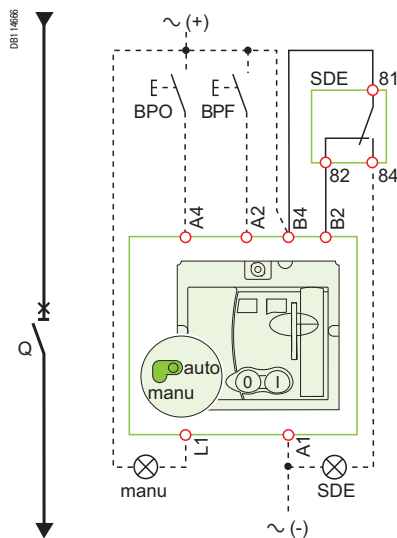 DB114666
~ (+)
SDE
81
BPO
BPF
82
84
A4
A2
B4
B2
Q
auto
manu
0
I
L1
A1
manu
SDE
~ (-)